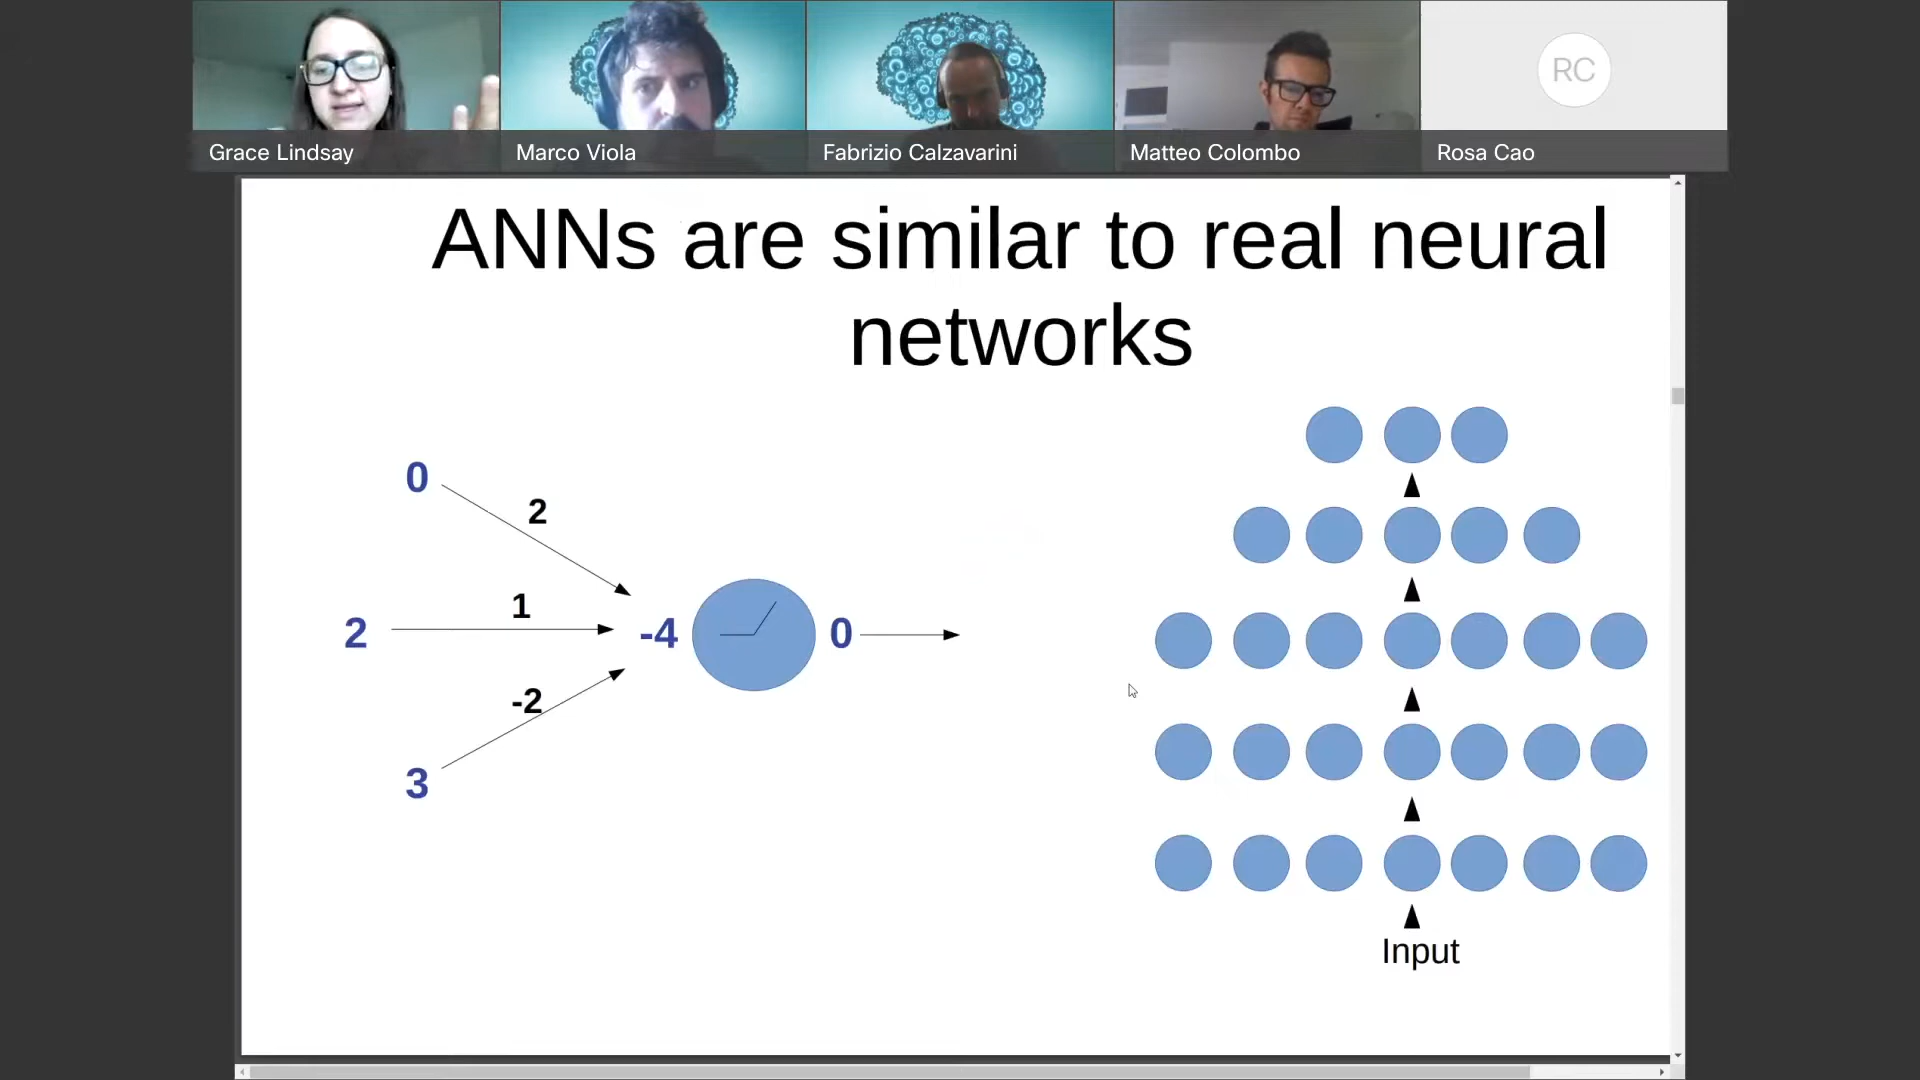 RC
Grace Lindsay
Marco Viola
Fabrizio Calzavarini
Matteo Colombo
Rosa Cao
ANNs are similar to real neural
networks
0
2
1
2
-4
0
-2
3
Input